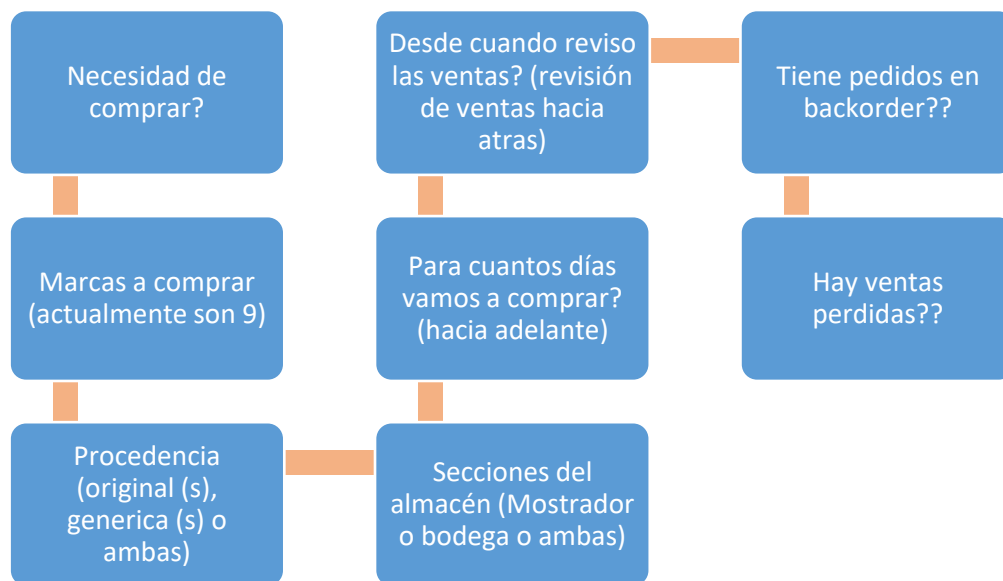 Necesidad de
comprar?
Marcas a comprar
(actualmente son 9)
Procedencia
(original (s),
generica (s) o
ambas)
Secciones del
almacén (Mostrador
o bodega o ambas)
Para cuantos días
vamos a comprar?
(hacia adelante)
Desde cuando reviso
las ventas? (revisión
de ventas hacia
atras)
Tiene pedidos en
backorder??
Hay ventas
perdidas??